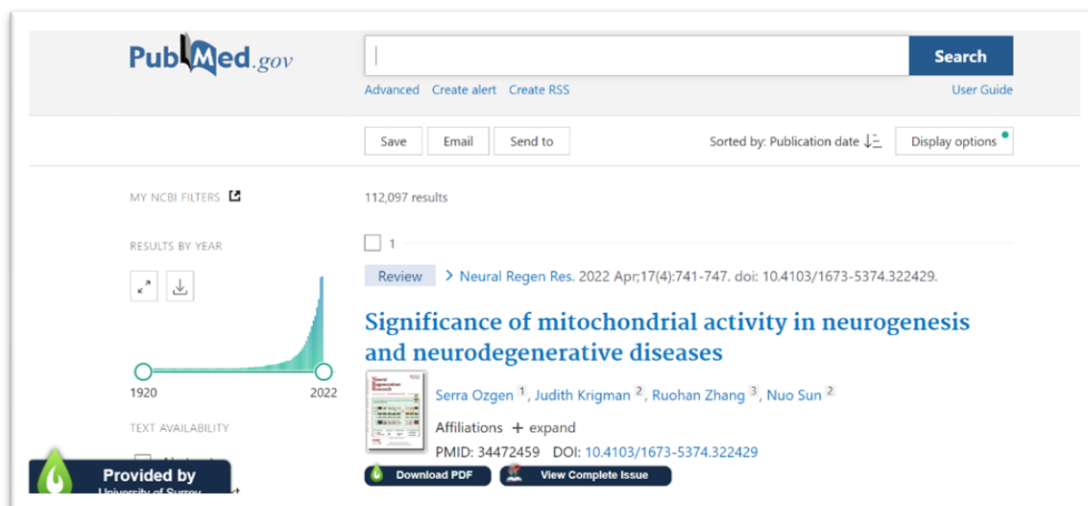 PubMed.gov
Search
Advanced Create alert Create RSS
User Guide
Save Email Send to
Sorted by: Publication date
Display options
MY NCBI FILTERS
112,097 results
RESULTS BY YEAR
1
Review Neural Regen Res. 2022 Apr;17(4):741-747. doi: 10.4103/1673-5374.322429.
Significance of mitochondrial activity in neurogenesis
and neurodegenerative diseases
1920 2022
Serra Ozgen 1, Judith Krigman 2, Ruohan Zhang 3, Nuo Sun 2
Affiliations + expand
PMID: 34472459 DOI: 10.4103/1673-5374.322429
Download PDF View Complete Issue
TEXT AVAILABILITY
Provided by
University of Surrey